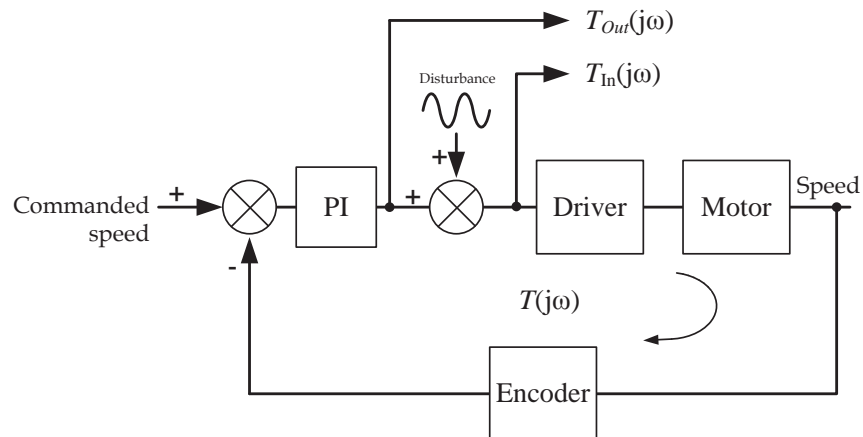 T_Out(jω)
T_In(jω)
Disturbance
+
+
+
Commanded
speed
PI
Driver
Motor
Speed
-
T(jω)
Encoder